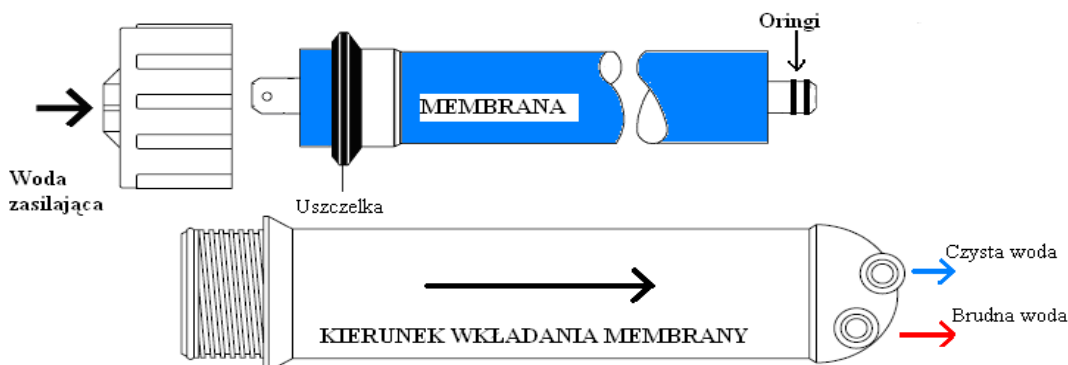 Oringi
MEMBRANA
Woda
zasilająca
Uszczelka
Czysta woda
KIERUNEK WKŁADANIA MEMBRANY
Brudna woda